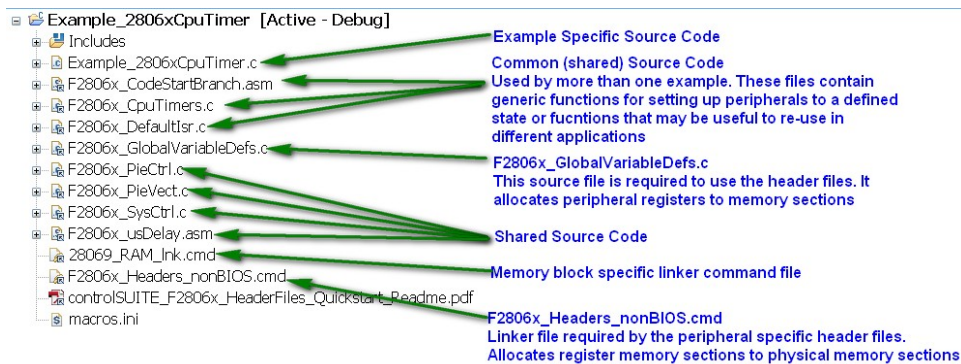 Example_2806xCpuTimer [Active - Debug]
Includes
Example_2806xCpuTimer.c
F2806x_CodeStartBranch.asm
F2806x_CpuTimers.c
F2806x_DefaultIsr.c
F2806x_GlobalVariableDefs.c
F2806x_PieCtrl.c
F2806x_PieVect.c
F2806x_SysCtrl.c
F2806x_usDelay.asm
28069_RAM_lnk.cmd
F2806x_Headers_nonBIOS.cmd
controlSUITE_F2806x_HeaderFiles_Quickstart_Readme.pdf
macros.ini
Example Specific Source Code
Common (shared) Source Code
Used by more than one example. These files contain
generic functions for setting up peripherals to a defined
state or fucntions that may be useful to re-use in
different applications
F2806x_GlobalVariableDefs.c
This source file is required to use the header files. It
allocates peripheral registers to memory sections
Shared Source Code
Memory block specific linker command file
F2806x_Headers_nonBIOS.cmd
Linker file required by the peripheral specific header files.
Allocates register memory sections to physical memory sections